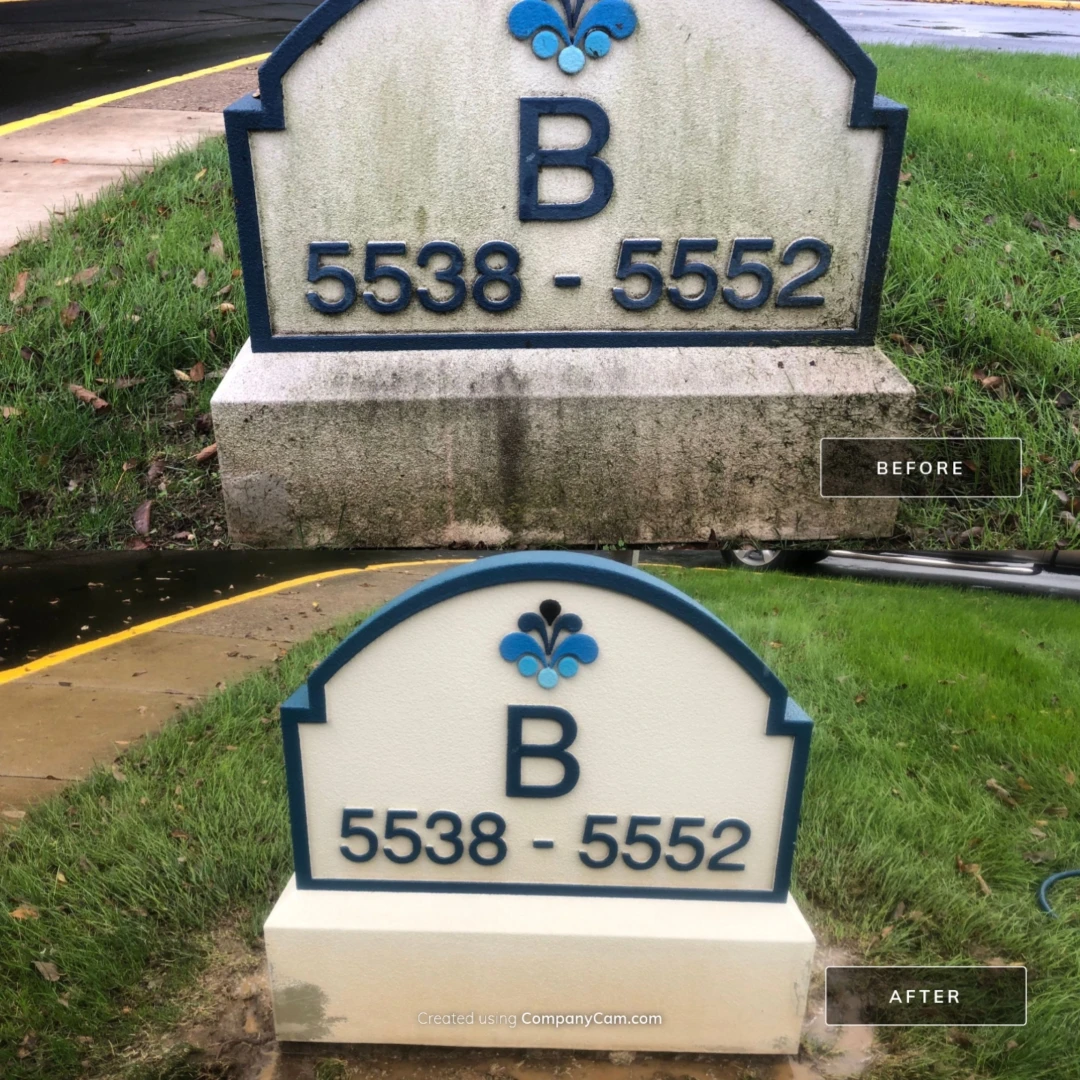 B
5538 - 5552
BEFORE
B
5538 - 5552
AFTER
Created using CompanyCam.com